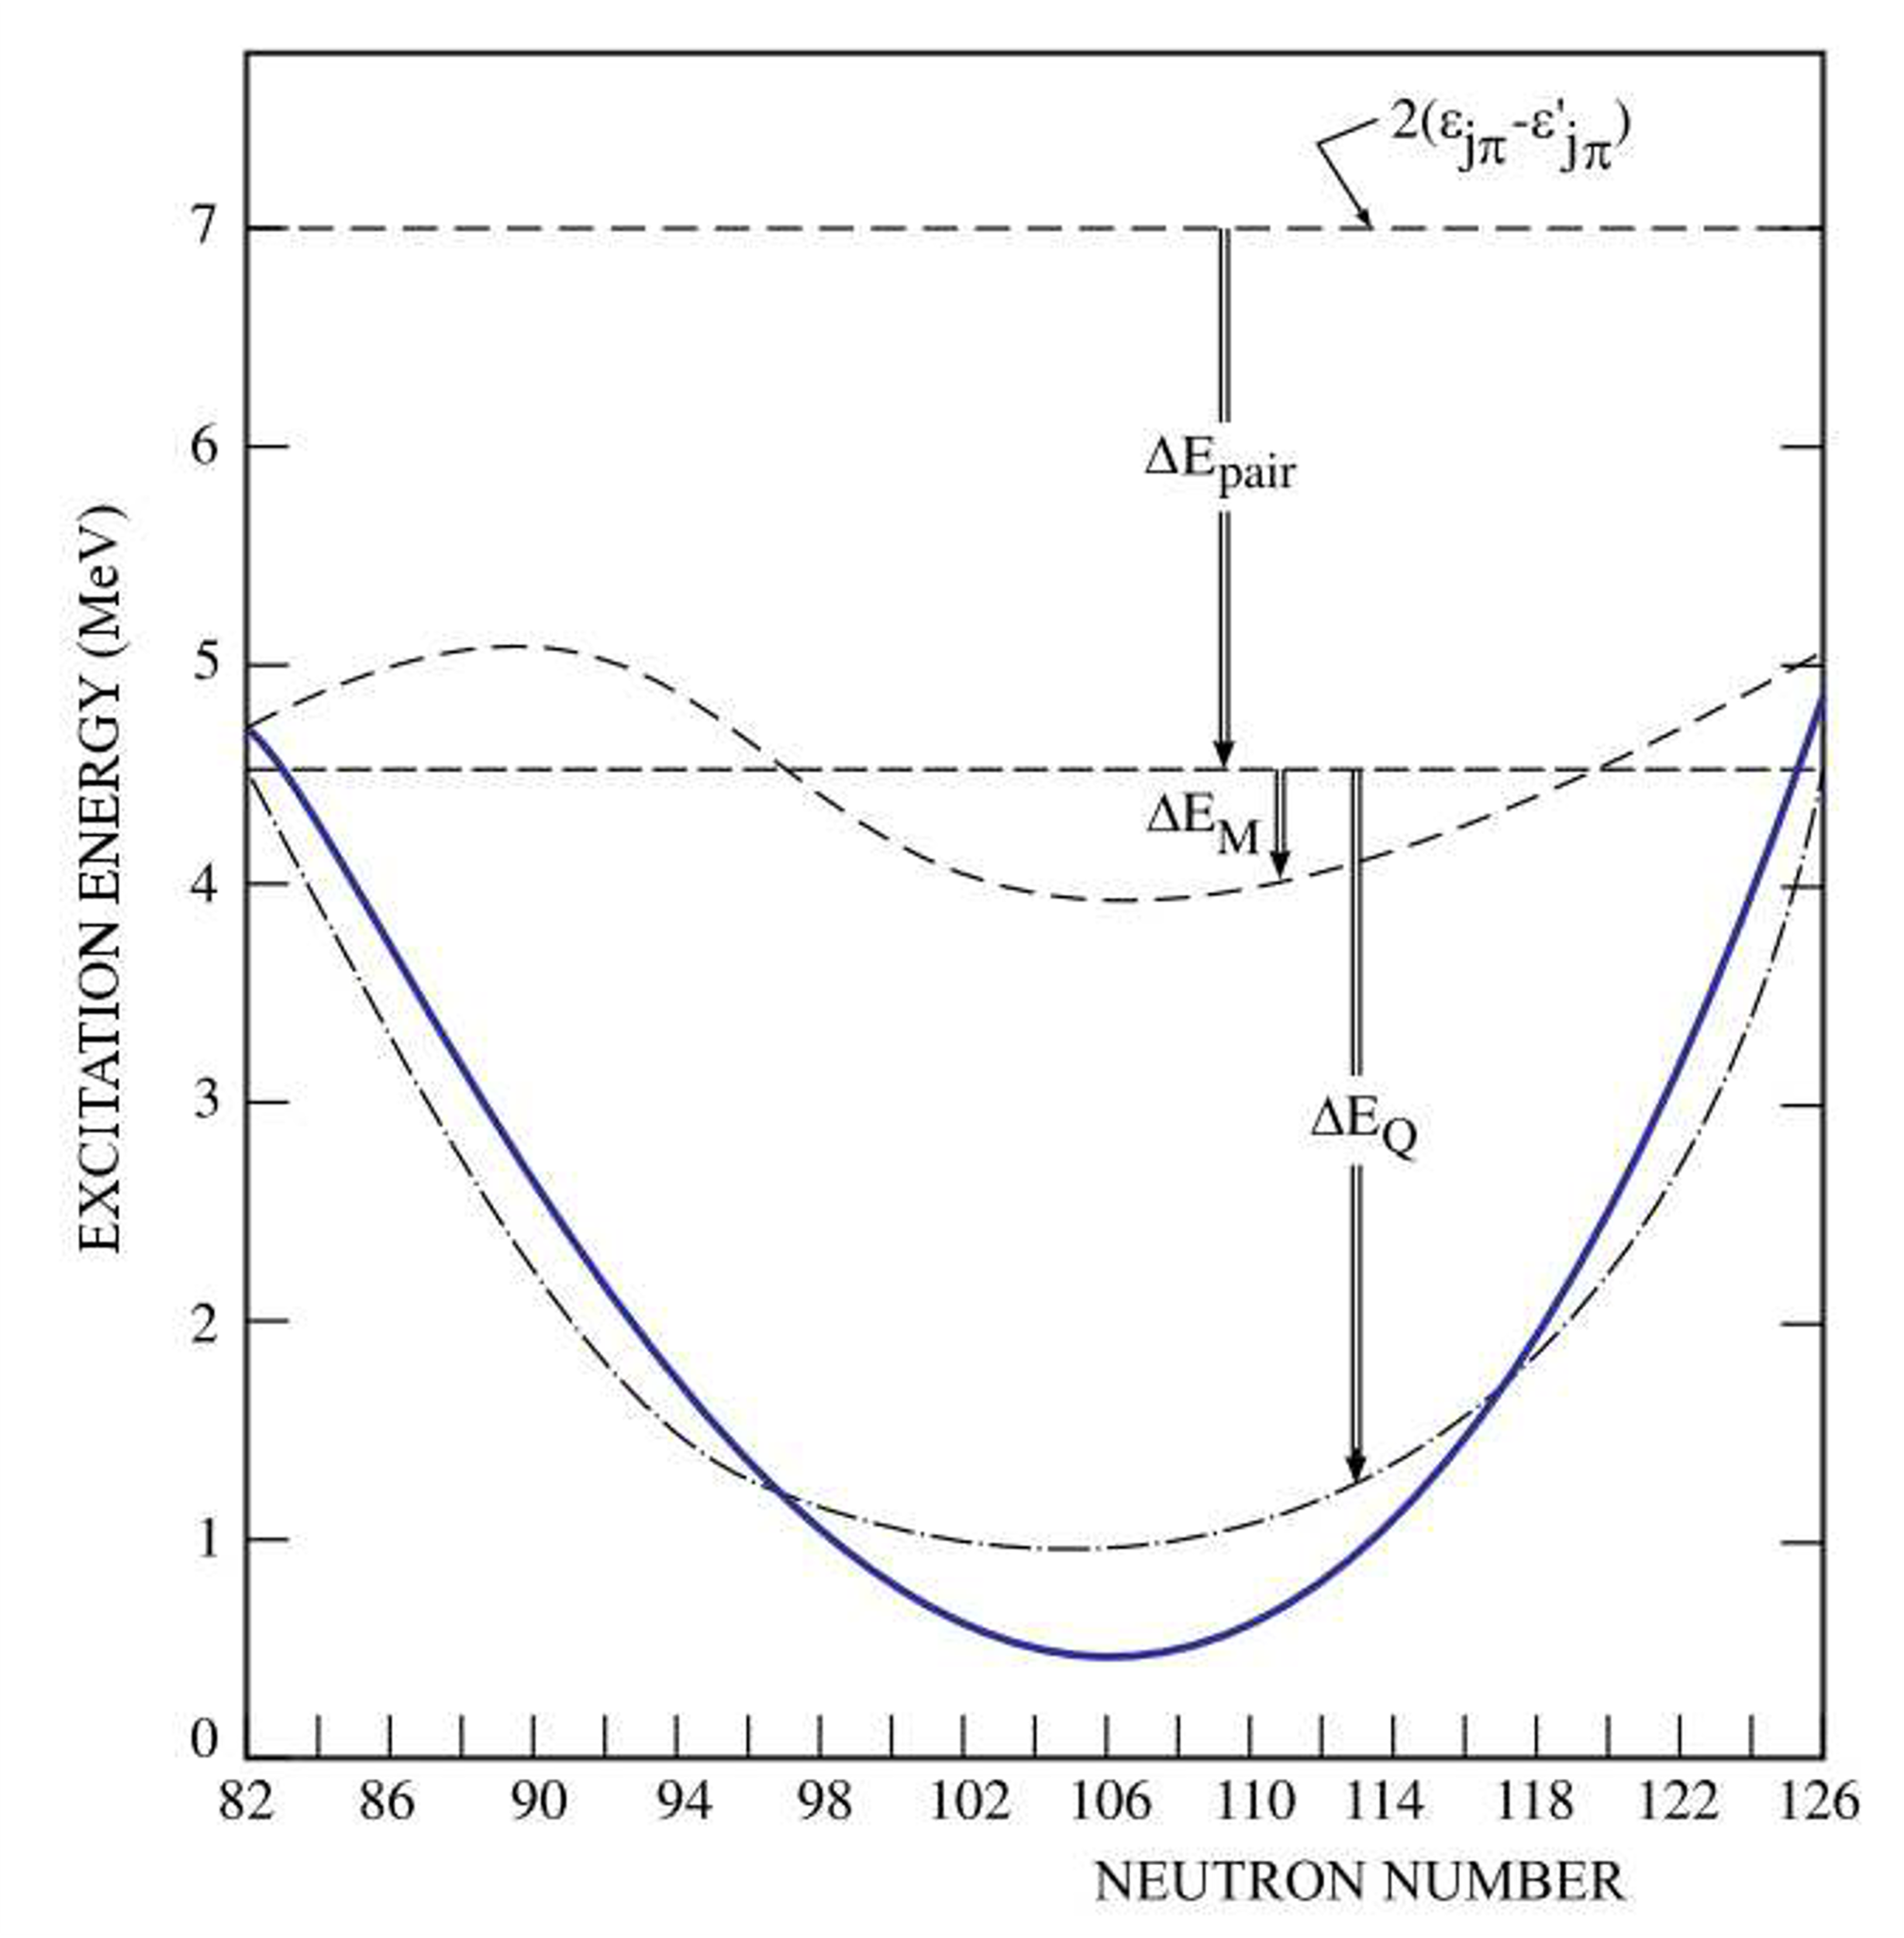 2(εjπ-ε'jπ)
7
6
ΔEpair
5
ΔEM
4
3
ΔEQ
2
1
0
82 86 90 94 98 102 106 110 114 118 122 126
NEUTRON NUMBER
EXCITATION ENERGY (MeV)